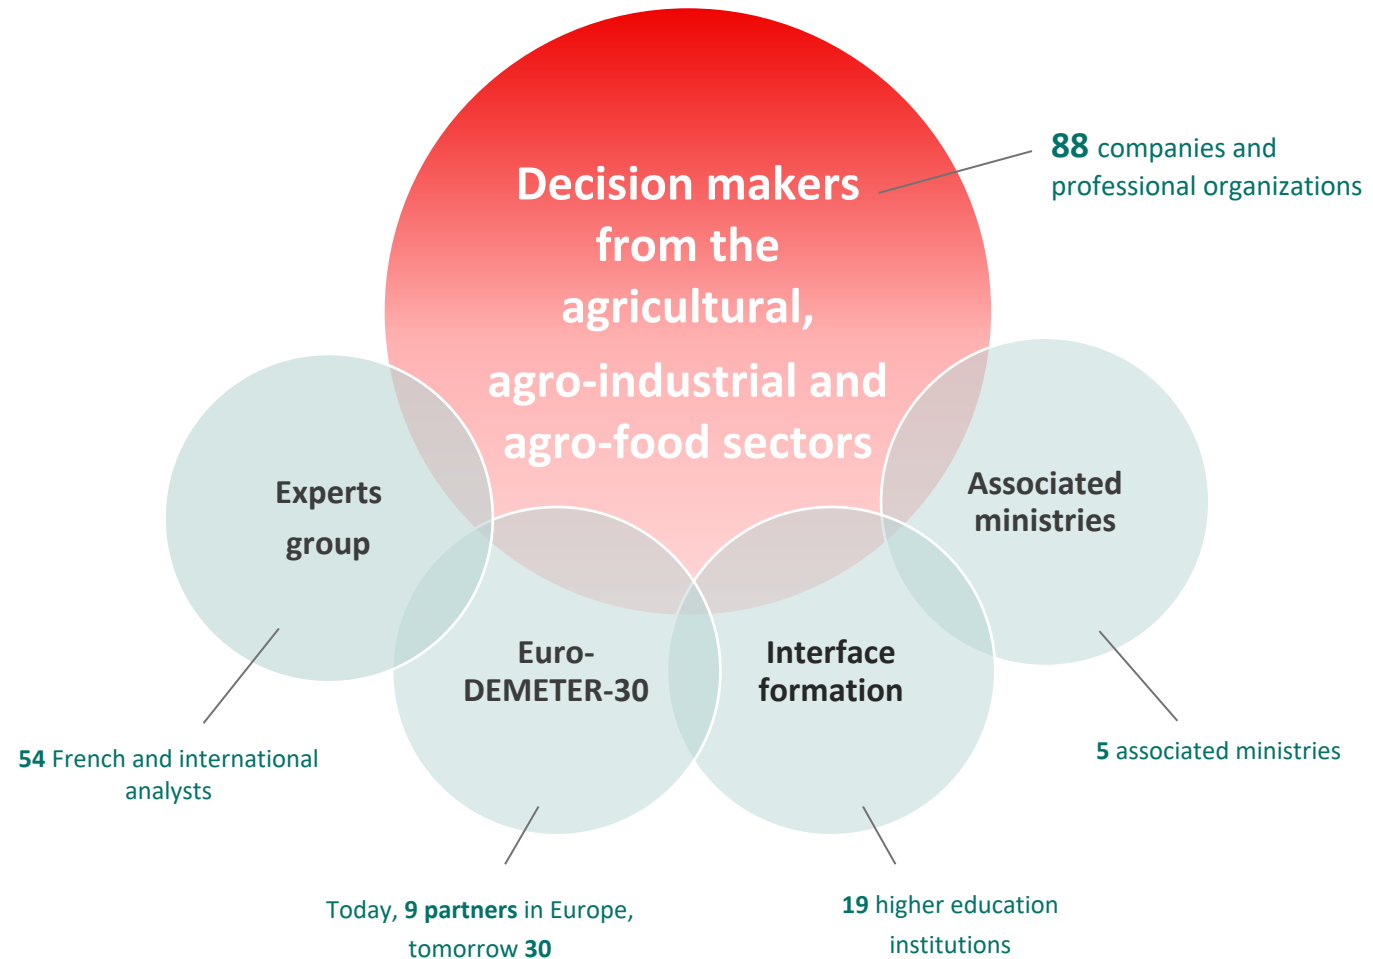 Decision makers
from the
agricultural,
agro-industrial and
agro-food sectors
88 companies and
professional organizations
Experts
group
Associated
ministries
Euro-
DEMETER-30
Interface
formation
54 French and international
analysts
5 associated ministries
Today, 9 partners in Europe,
tomorrow 30
19 higher education
institutions